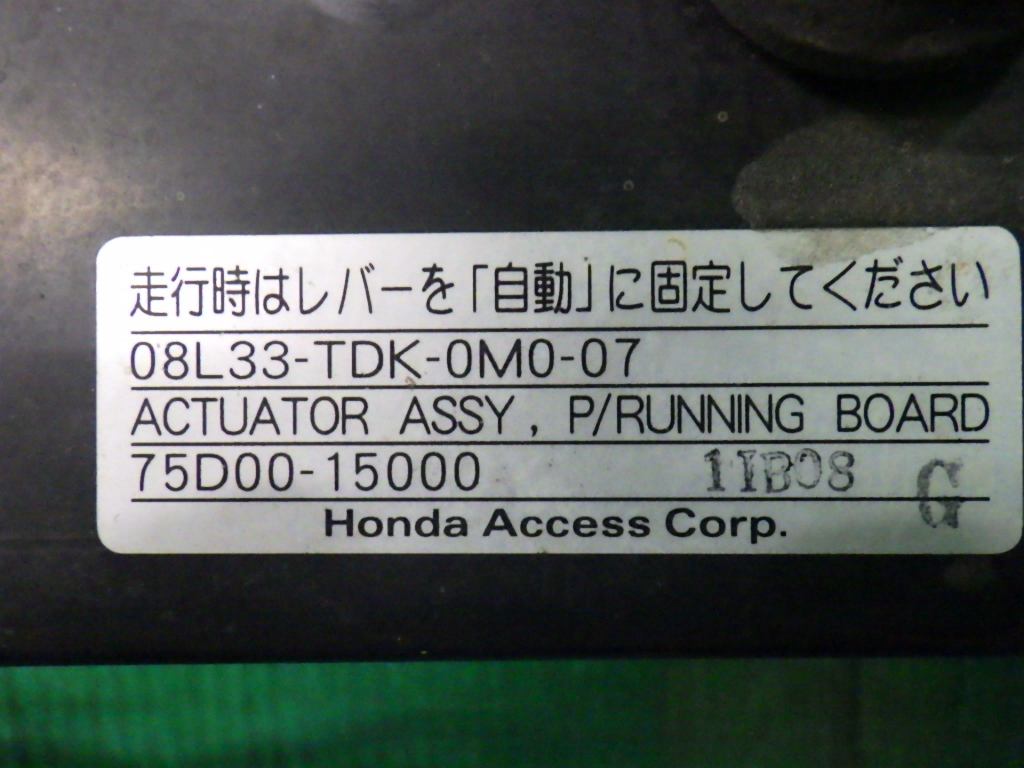 走行時はレバーを「自動」に固定してください
08L33-TDK-0M0-07
ACTUATOR ASSY, P/RUNNING BOARD
75D00-15000 11B08 G
Honda Access Corp.